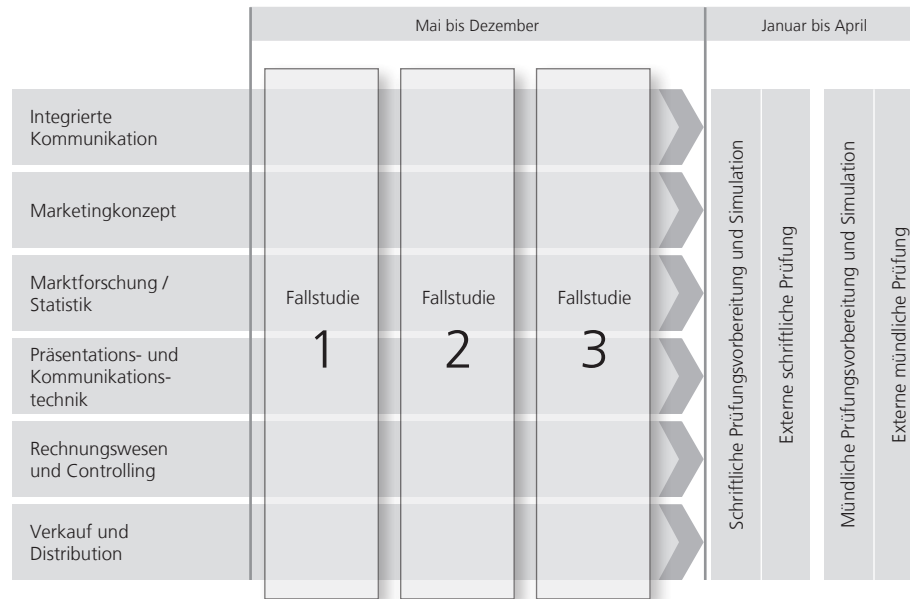 Mai bis Dezember
Januar bis April
Integrierte
Kommunikation
Marketingkonzept
Marktforschung /
Statistik
Präsentations- und
Kommunikations-
technik
Rechnungswesen
und Controlling
Verkauf und
Distribution
Fallstudie
1
Fallstudie
2
Fallstudie
3
Schriftliche Prüfungsvorbereitung und Simulation
Externe schriftliche Prüfung
Mündliche Prüfungsvorbereitung und Simulation
Externe mündliche Prüfung